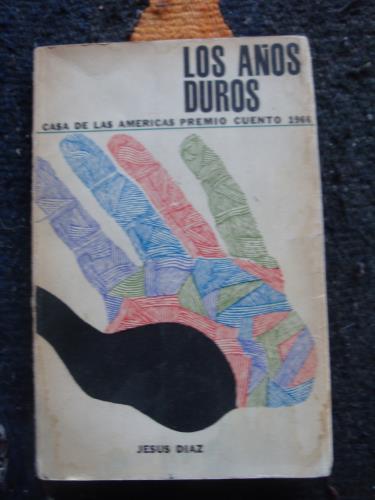 LOS AÑOS
DUROS
CASA DE LAS AMERICAS PREMIO CUENTO 1966
JESUS DIAZ